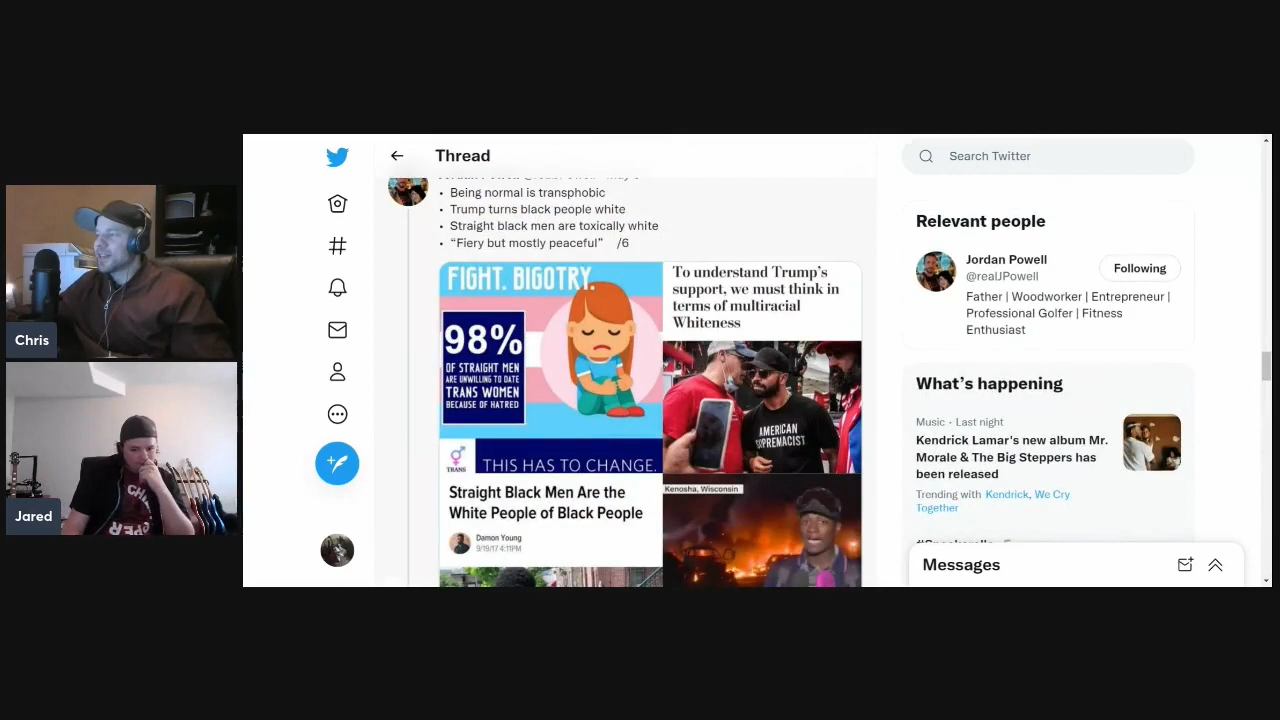 Chris
Jared
Thread
• Being normal is transphobic
• Trump turns black people white
• Straight black men are toxically white
• “Fiery but mostly peaceful” /6
FIGHT. BIGOTRY.
98%
OF STRAIGHT MEN
ARE UNWILLING TO DATE
TRANS WOMEN
BECAUSE OF HATRED
TRANS
THIS HAS TO CHANGE.
To understand Trump’s
support, we must think in
terms of multiracial
Whiteness
AMERICAN
SUPREMACIST
Straight Black Men Are the
White People of Black People
Damon Young
9/19/17 4:11PM
Kenosha, Wisconsin
Search Twitter
Relevant people
Jordan Powell
@realJPowell
Following
Father | Woodworker | Entrepreneur |
Professional Golfer | Fitness
Enthusiast
What’s happening
Music · Last night
Kendrick Lamar's new album Mr.
Morale & The Big Steppers has
been released
Trending with Kendrick, We Cry
Together
Messages